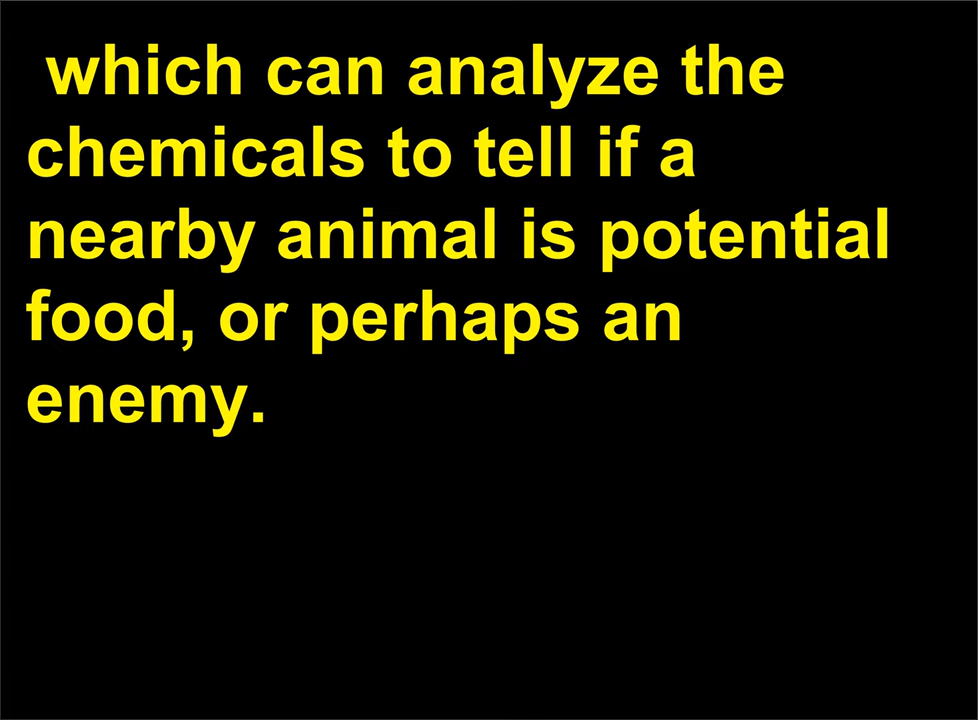 which can analyze the
chemicals to tell if a
nearby animal is potential
food, or perhaps an
enemy.